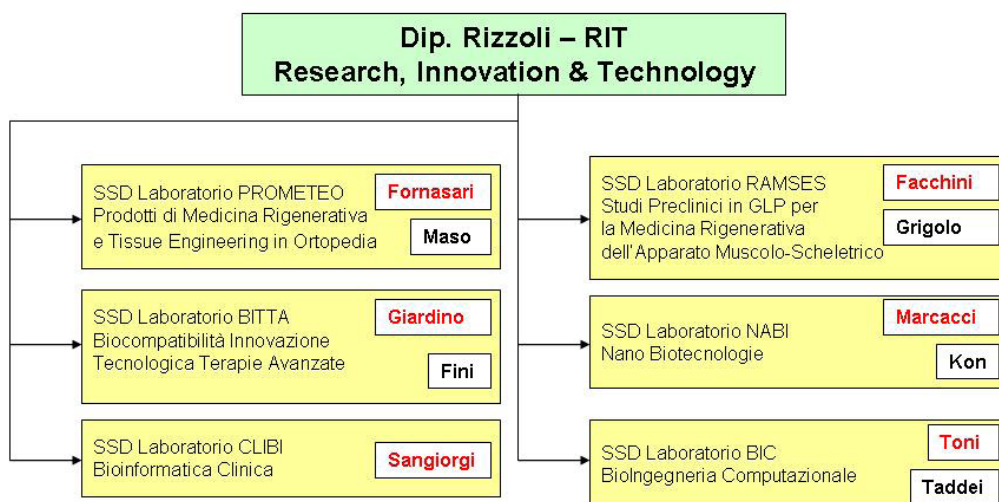 Dip. Rizzoli – RIT
Research, Innovation & Technology
SSD Laboratorio PROMETEO
Prodotti di Medicina Rigenerativa
e Tissue Engineering in Ortopedia
Fornasari
Maso
SSD Laboratorio BITTA
Biocompatibilità Innovazione
Tecnologica Terapie Avanzate
Giardino
Fini
SSD Laboratorio CLIBI
Bioinformatica Clinica
Sangiorgi
SSD Laboratorio RAMSES
Studi Preclinici in GLP per
la Medicina Rigenerativa
dell'Apparato Muscolo-Scheletrico
Facchini
Grigolo
SSD Laboratorio NABI
Nano Biotecnologie
Marcacci
Kon
SSD Laboratorio BIC
BioIngegneria Computazionale
Toni
Taddei